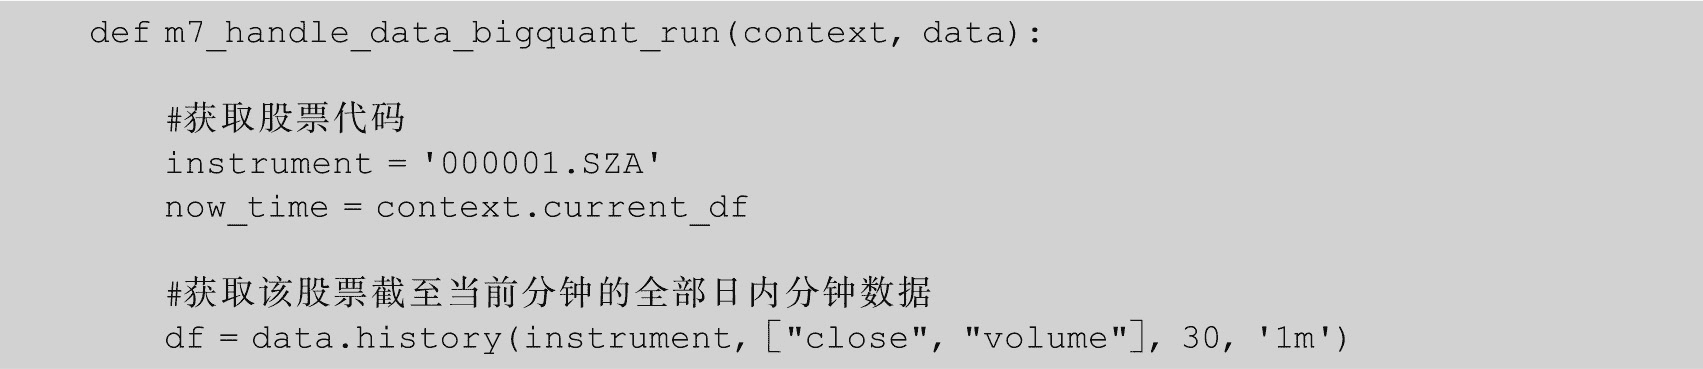 def m7_handle_data_bigquant_run(context, data):
#获取股票代码
instrument = '000001.SZA'
now_time = context.current_df
#获取该股票截至当前分钟的全部日内分钟数据
df = data.history(instrument, ["close", "volume"], 30, '1m')